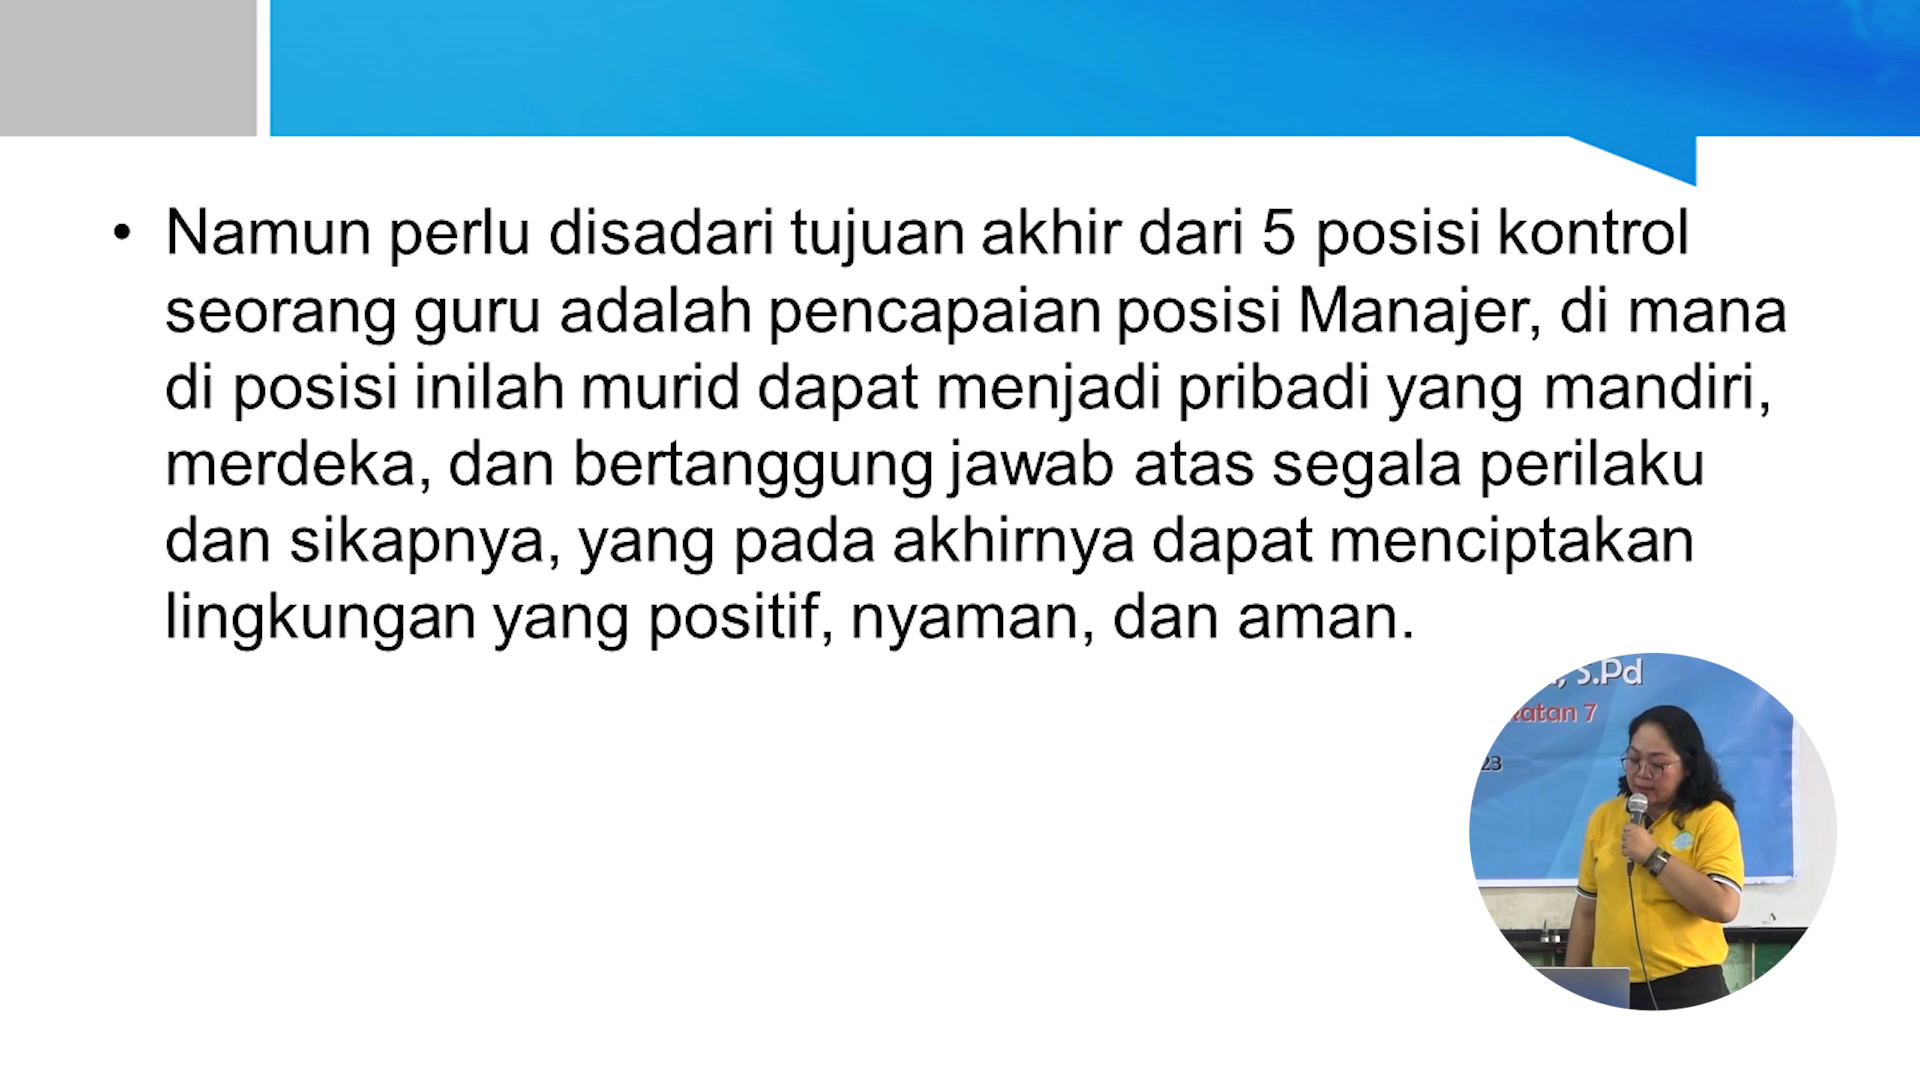 • Namun perlu disadari tujuan akhir dari 5 posisi kontrol
seorang guru adalah pencapaian posisi Manajer, di mana
di posisi inilah murid dapat menjadi pribadi yang mandiri,
merdeka, dan bertanggung jawab atas segala perilaku
dan sikapnya, yang pada akhirnya dapat menciptakan
lingkungan yang positif, nyaman, dan aman.
S.Pd
7
23